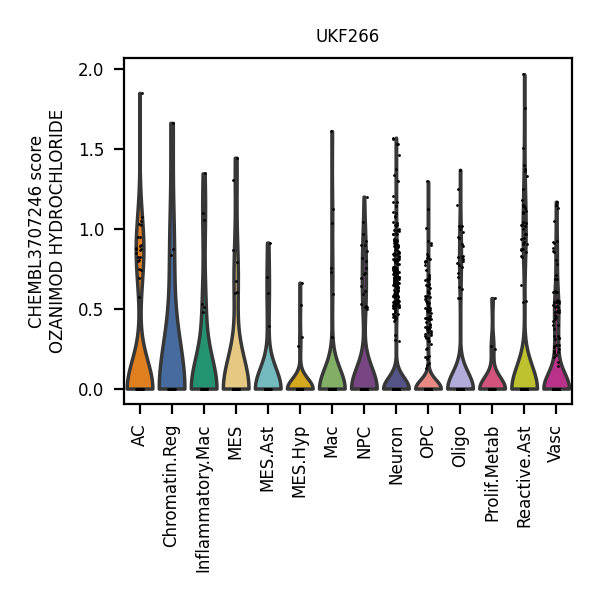 UKF266
CHEMBL3707246 score
OZANIMOD HYDROCHLORIDE
2.0
1.5
1.0
0.5
0.0
AC
Chromatin.Reg
Inflammatory.Mac
MES
MES.Ast
MES.Hyp
Mac
NPC
Neuron
OPC
Oligo
Prolif.Metab
Reactive.Ast
Vasc